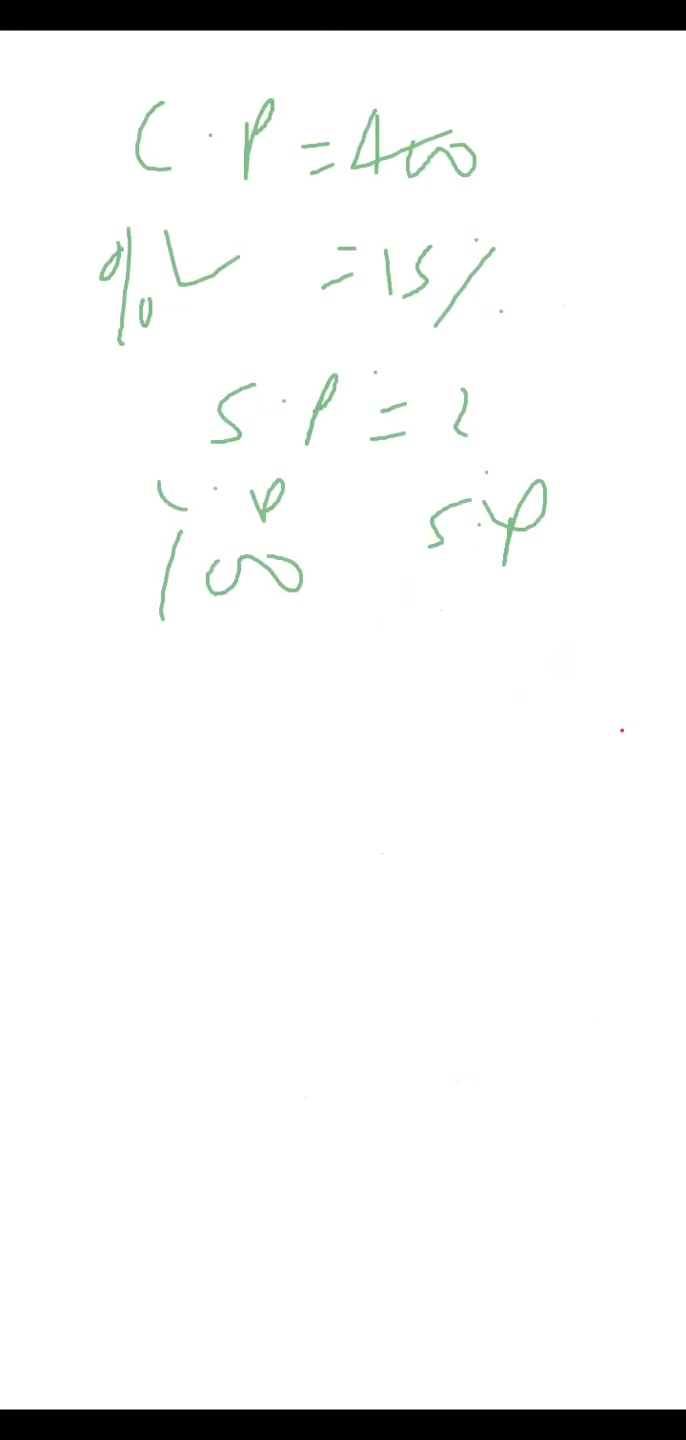 C.P = 400
%L = 15%
S.P = ?
C.P S.P
100